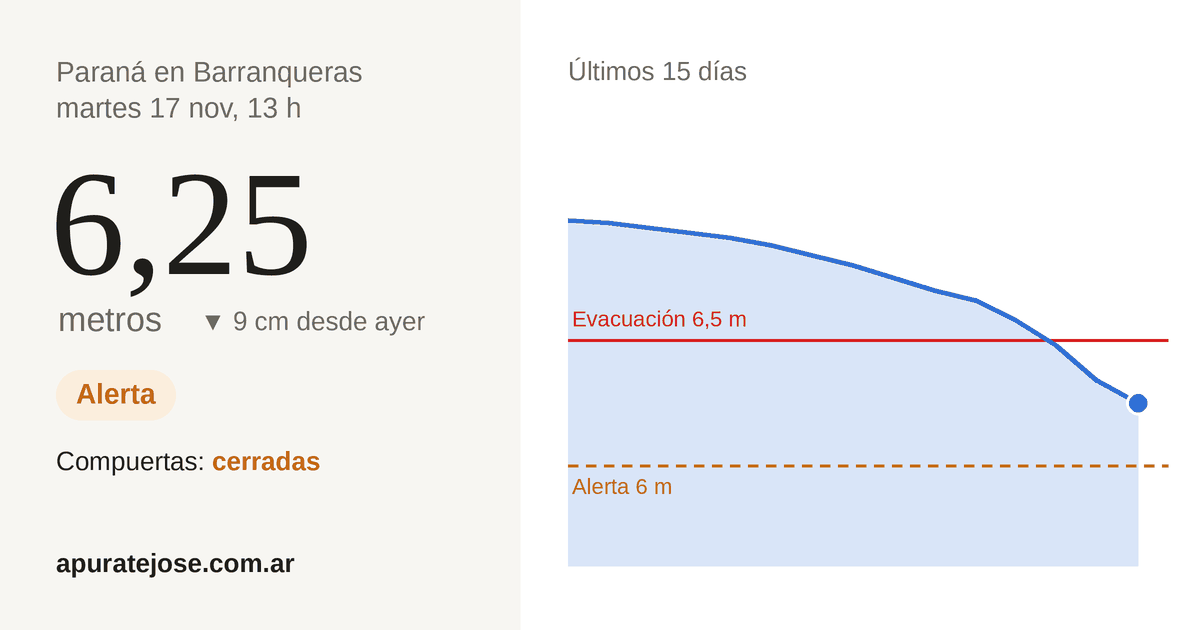 Paraná en Barranqueras
martes 17 nov, 13 h
6,25
metros ▼ 9 cm desde ayer
Alerta
Compuertas: cerradas
apuratejose.com.ar
Últimos 15 días
Evacuación 6,5 m
Alerta 6 m